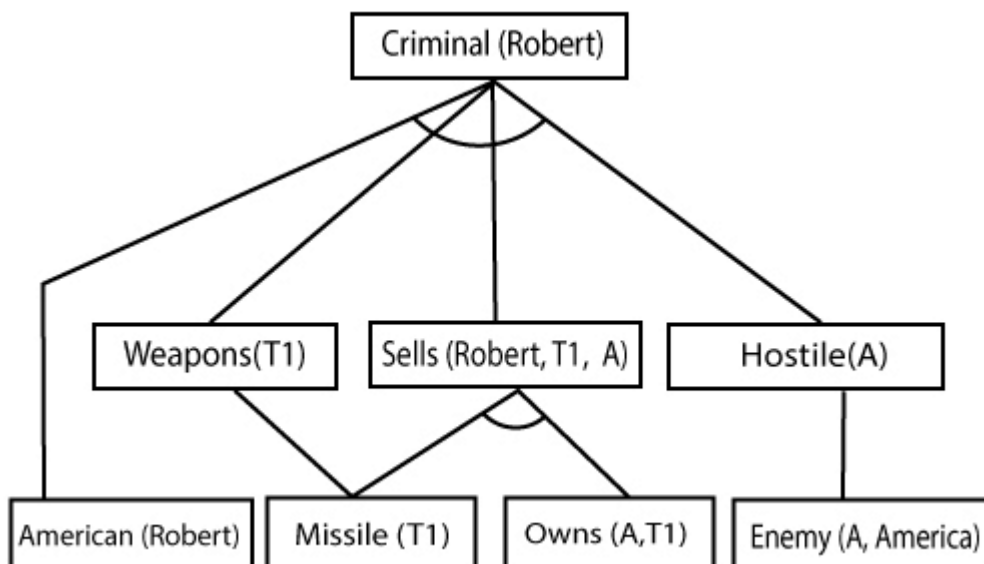 Criminal (Robert)
Weapons(T1)
Sells (Robert, T1, A)
Hostile(A)
American (Robert)
Missile (T1)
Owns (A,T1)
Enemy (A, America)